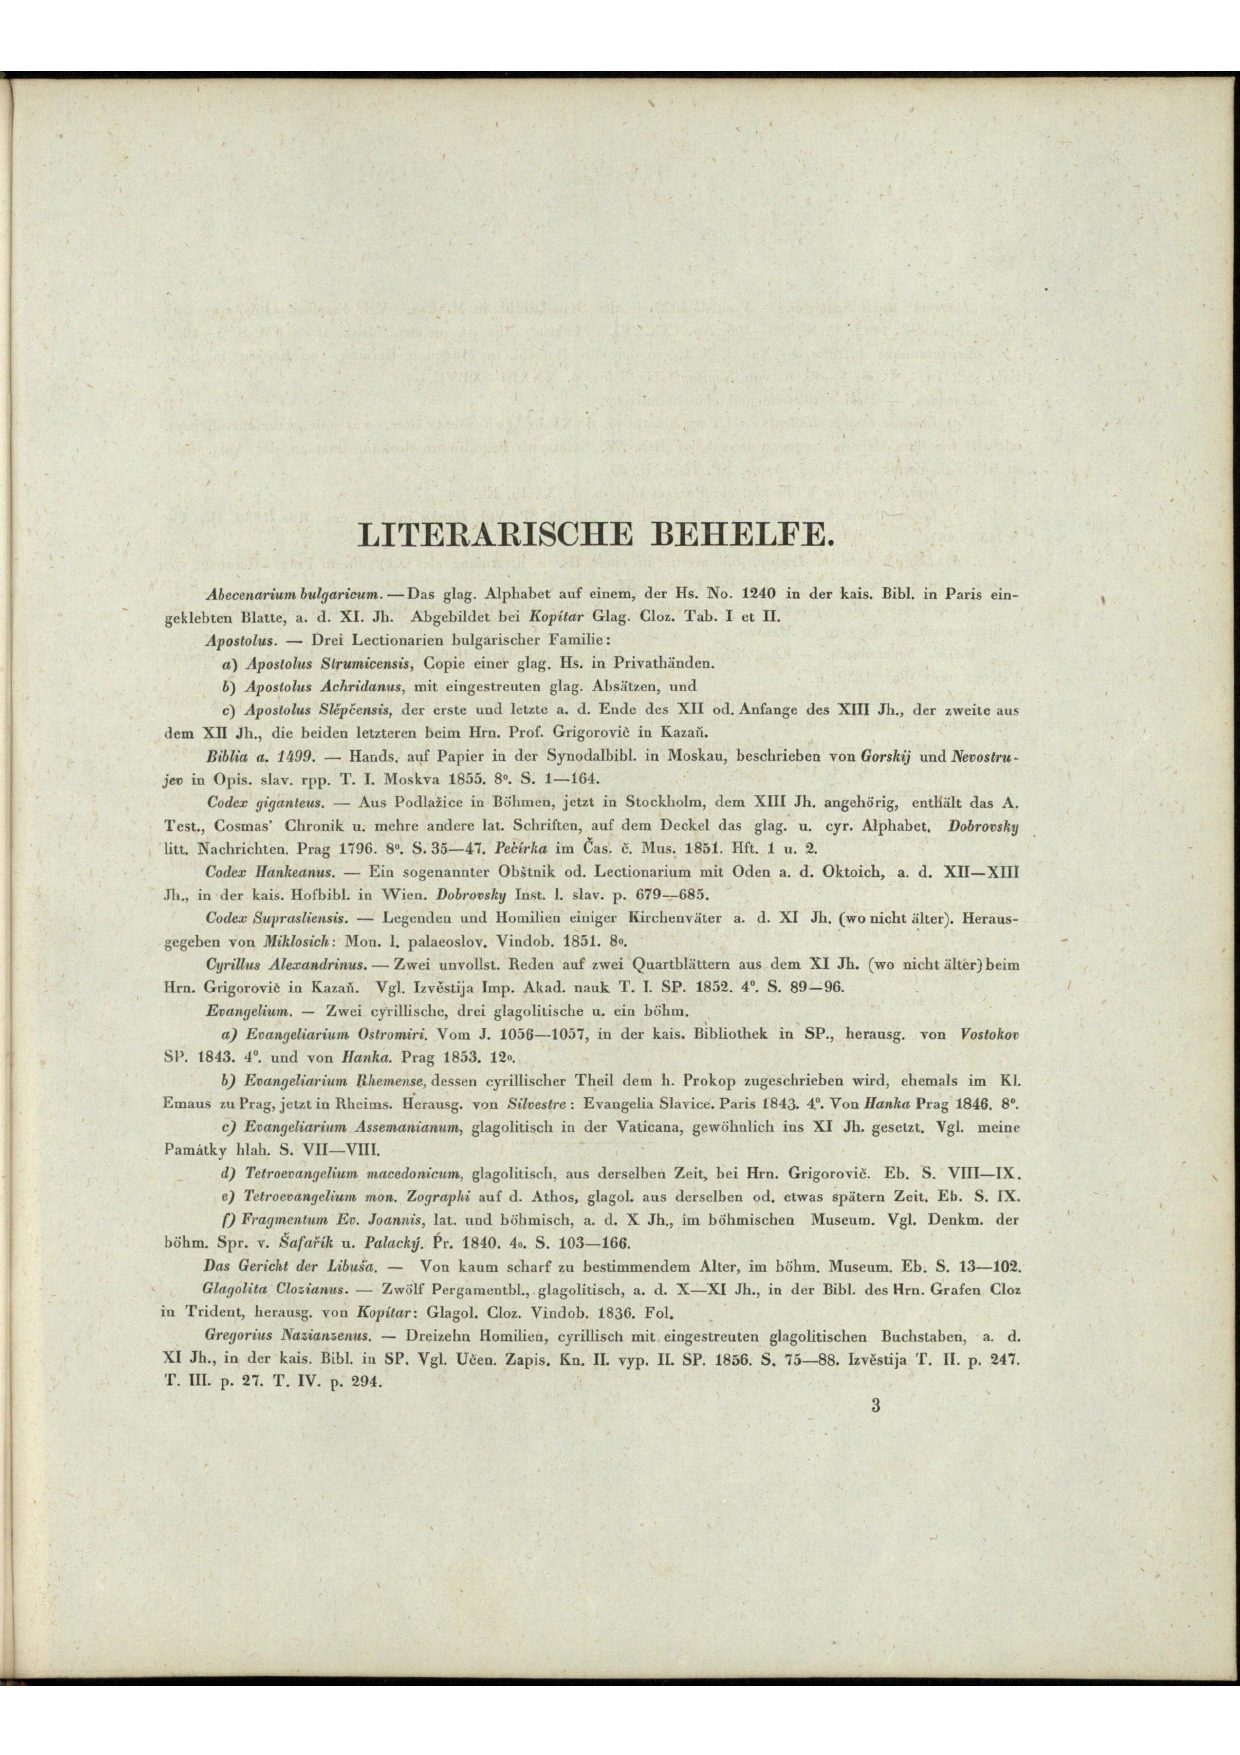 LITERARISCHE BEHELFE.
Abecenarium bulgaricum. — Das glag. Alphabet auf einem, der Hs. No. 1240 in der kais. Bibl. in Paris ein-
geklebten Blatte, a. d. XI. Jh. Abgebildet bei Kopítar Glag. Cloz. Tab. I et II.
Apostolus. — Drei Lectionarien bulgarischer Familie:
a) Apostolus Strumicensis, Copie einer glag. Hs. in Privathänden.
b) Apostolus Achridanus, mit eingestreuten glag. Absätzen, und
c) Apostolus Slěpčensis, der erste und letzte a. d. Ende des XII od. Anfange des XIII Jh., der zweite aus
dem XII Jh., die beiden letzteren beim Hrn. Prof. Grigorovič in Kazaň.
Biblia a. 1499. — Hands. auf Papier in der Synodalbibl. in Moskau, beschrieben von Gorskij und Nevostru-
jev in Opis. slav. rpp. T. I. Moskva 1855. 8º. S. 1—164.
Codex giganteus. — Aus Podlažice in Böhmen, jetzt in Stockholm, dem XIII Jh. angehörig, enthält das A.
Test., Cosmas' Chronik u. mehre andere lat. Schriften, auf dem Deckel das glag. u. cyr. Alphabet. Dobrovsky
litt. Nachrichten. Prag 1796. 8º. S. 35—47. Pečírka im Čas. č. Mus. 1851. Hft. 1 u. 2.
Codex Hankeanus. — Ein sogenannter Obštnik od. Lectionarium mit Oden a. d. Oktoich, a. d. XII—XIII
Jh., in der kais. Hofbibl. in Wien. Dobrovsky Inst. l. slav. p. 679—685.
Codex Suprasliensis. — Legenden und Homilien einiger Kirchenväter a. d. XI Jh. (wo nicht älter). Heraus-
gegeben von Miklosich: Mon. l. palaeoslov. Vindob. 1851. 8º.
Cyrillus Alexandrinus. — Zwei unvollst. Reden auf zwei Quartblättern aus dem XI Jh. (wo nicht älter) beim
Hrn. Grigorovič in Kazaň. Vgl. Izvěstija Imp. Akad. nauk T. I. SP. 1852. 4º. S. 89—96.
Evangelium. — Zwei cyrillische, drei glagolitische u. ein böhm.
a) Evangeliarium Ostromiri. Vom J. 1056—1057, in der kais. Bibliothek in SP., herausg. von Vostokov
SP. 1843. 4º. und von Hanka. Prag 1853. 12º.
b) Evangeliarium Rhemense, dessen cyrillischer Theil dem h. Prokop zugeschrieben wird, ehemals im Kl.
Emaus zu Prag, jetzt in Rheims. Herausg. von Silvestre: Evangelia Slavice. Paris 1843. 4º. Von Hanka Prag 1846. 8º.
c) Evangeliarium Assemanianum, glagolitisch in der Vaticana, gewöhnlich ins XI Jh. gesetzt. Vgl. meine
Památky hlah. S. VII—VIII.
d) Tetroevangelium macedonicum, glagolitisch, aus derselben Zeit, bei Hrn. Grigorovič. Eb. S. VIII—IX.
e) Tetroevangelium mon. Zographi auf d. Athos, glagol. aus derselben od. etwas spätern Zeit. Eb. S. IX.
f) Fragmentum Ev. Joannis, lat. und böhmisch, a. d. X Jh., im böhmischen Museum. Vgl. Denkm. der
böhm. Spr. v. Šafařík u. Palacký. Pr. 1840. 4º. S. 103—166.
Das Gericht der Libuša. — Von kaum scharf zu bestimmendem Alter, im böhm. Museum. Eb. S. 13—102.
Glagolita Clozianus. — Zwölf Pergamentbl., glagolitisch, a. d. X—XI Jh., in der Bibl. des Hrn. Grafen Cloz
in Trident, herausg. von Kopítar: Glagol. Cloz. Vindob. 1836. Fol.
Gregorius Nazianzenus. — Dreizehn Homilien, cyrillisch mit eingestreuten glagolitischen Buchstaben, a. d.
XI Jh., in der kais. Bibl. in SP. Vgl. Učen. Zapis. Kn. II. vyp. II. SP. 1856. S. 75—88. Izvěstija T. II. p. 247.
T. III. p. 27. T. IV. p. 294.
3